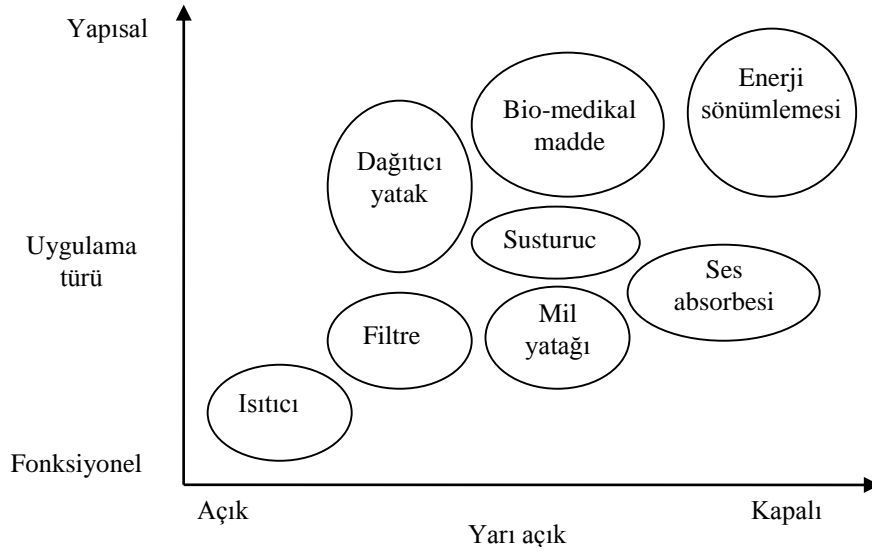 Yapısal
Enerji
sönümlemesi
Bio-medikal
madde
Dağıtıcı
yatak
Uygulama
türü
Susturuc
Ses
absorbesi
Filtre
Mil
yatağı
Isıtıcı
Fonksiyonel
Açık
Yarı açık
Kapalı